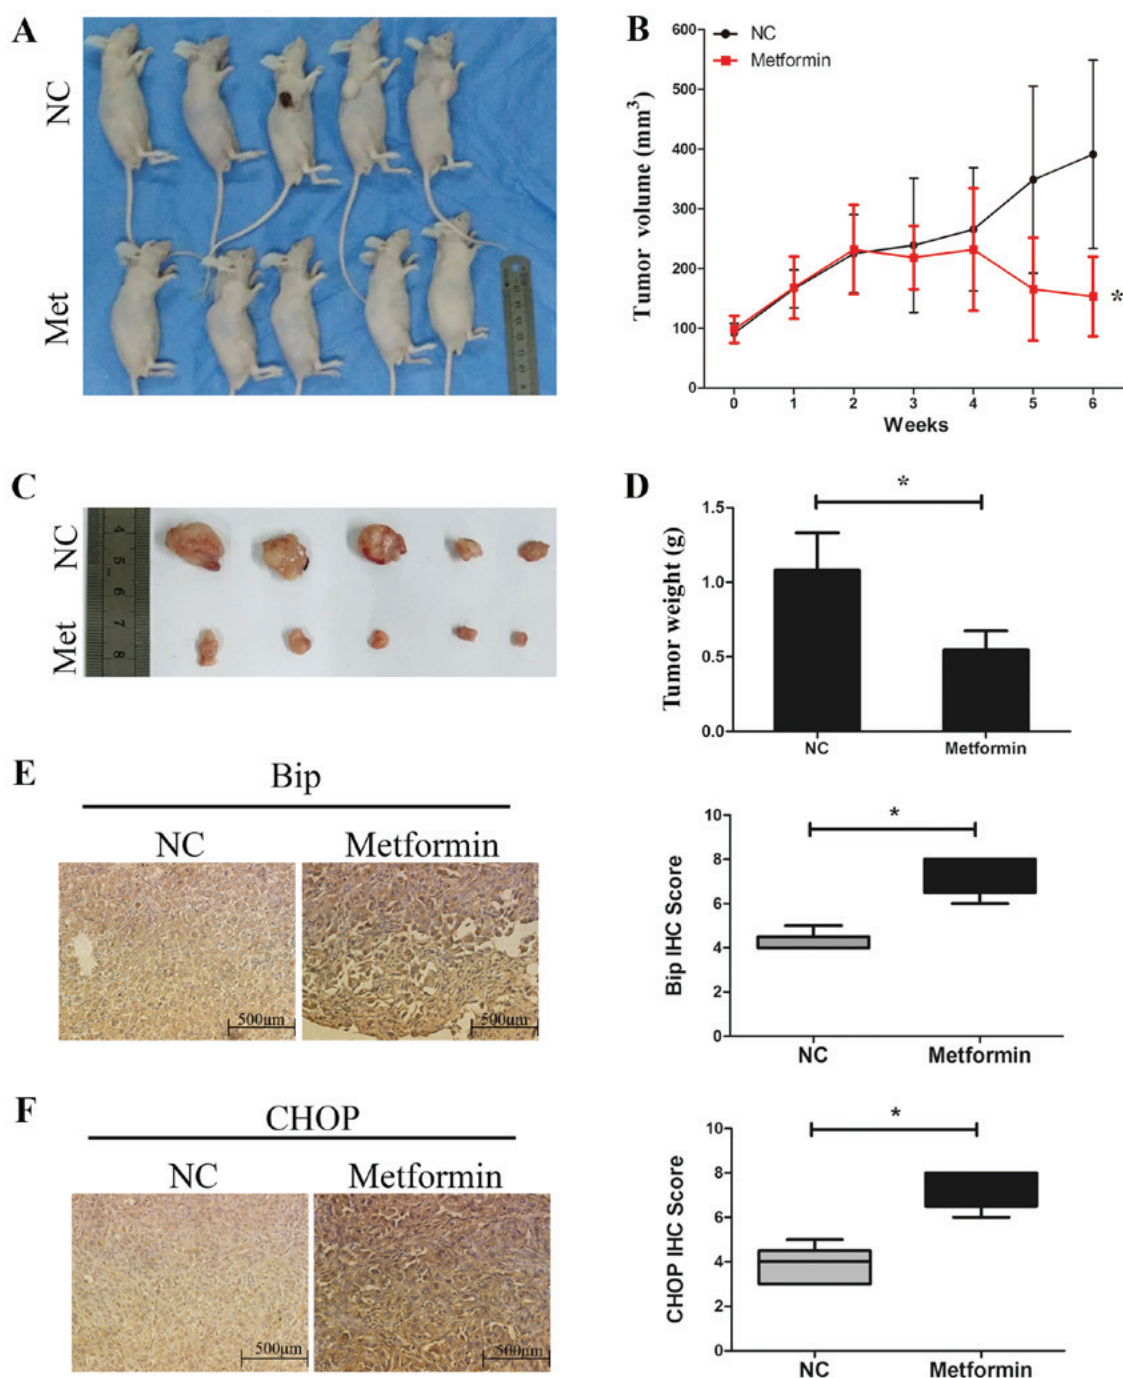 A
NC
Met
B
NC
Metformin
Tumor volume (mm³)
600
500
400
300
200
100
0
0 1 2 3 4 5 6
Weeks
*
C
NC
Met
4
5
6
7
8
D
*
Tumor weight (g)
1.5
1.0
0.5
0.0
NC Metformin
E
Bip
NC Metformin
500μm 500μm
*
Bip IHC Score
10
8
6
4
2
0
NC Metformin
F
CHOP
NC Metformin
500μm 500μm
*
CHOP IHC Score
10
8
6
4
2
0
NC Metformin